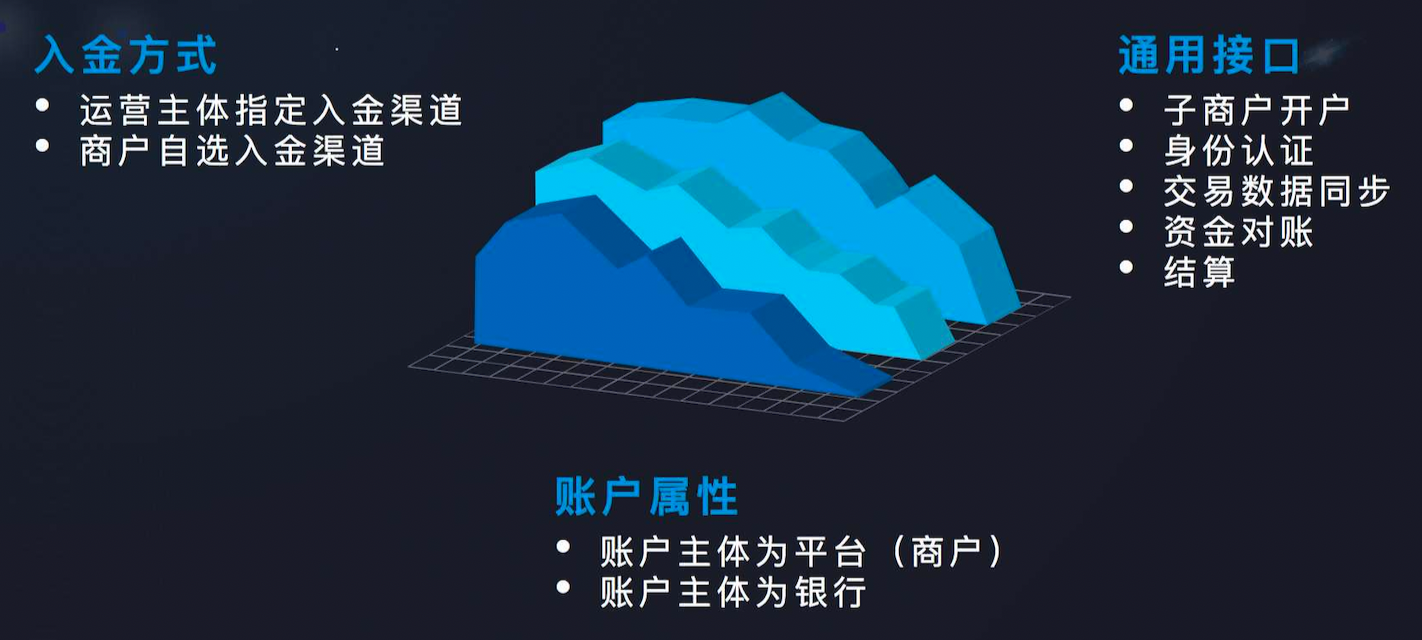 入金方式
• 运营主体指定入金渠道
• 商户自选入金渠道
通用接口
• 子商户开户
• 身份认证
• 交易数据同步
• 资金对账
• 结算
账户属性
• 账户主体为平台（商户）
• 账户主体为银行